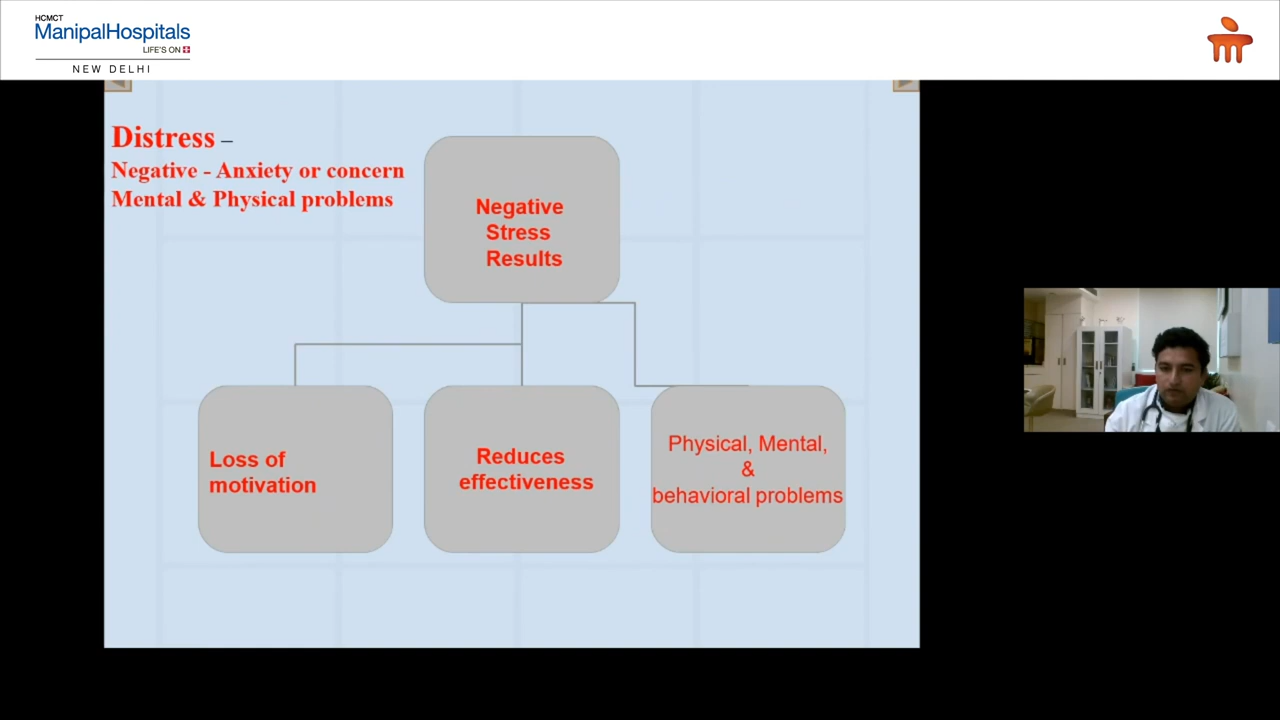 HCMCT
ManipalHospitals
LIFE'S ON
NEW DELHI
Distress –
Negative - Anxiety or concern
Mental & Physical problems
Negative
Stress
Results
Loss of
motivation
Reduces
effectiveness
Physical, Mental,
&
behavioral problems